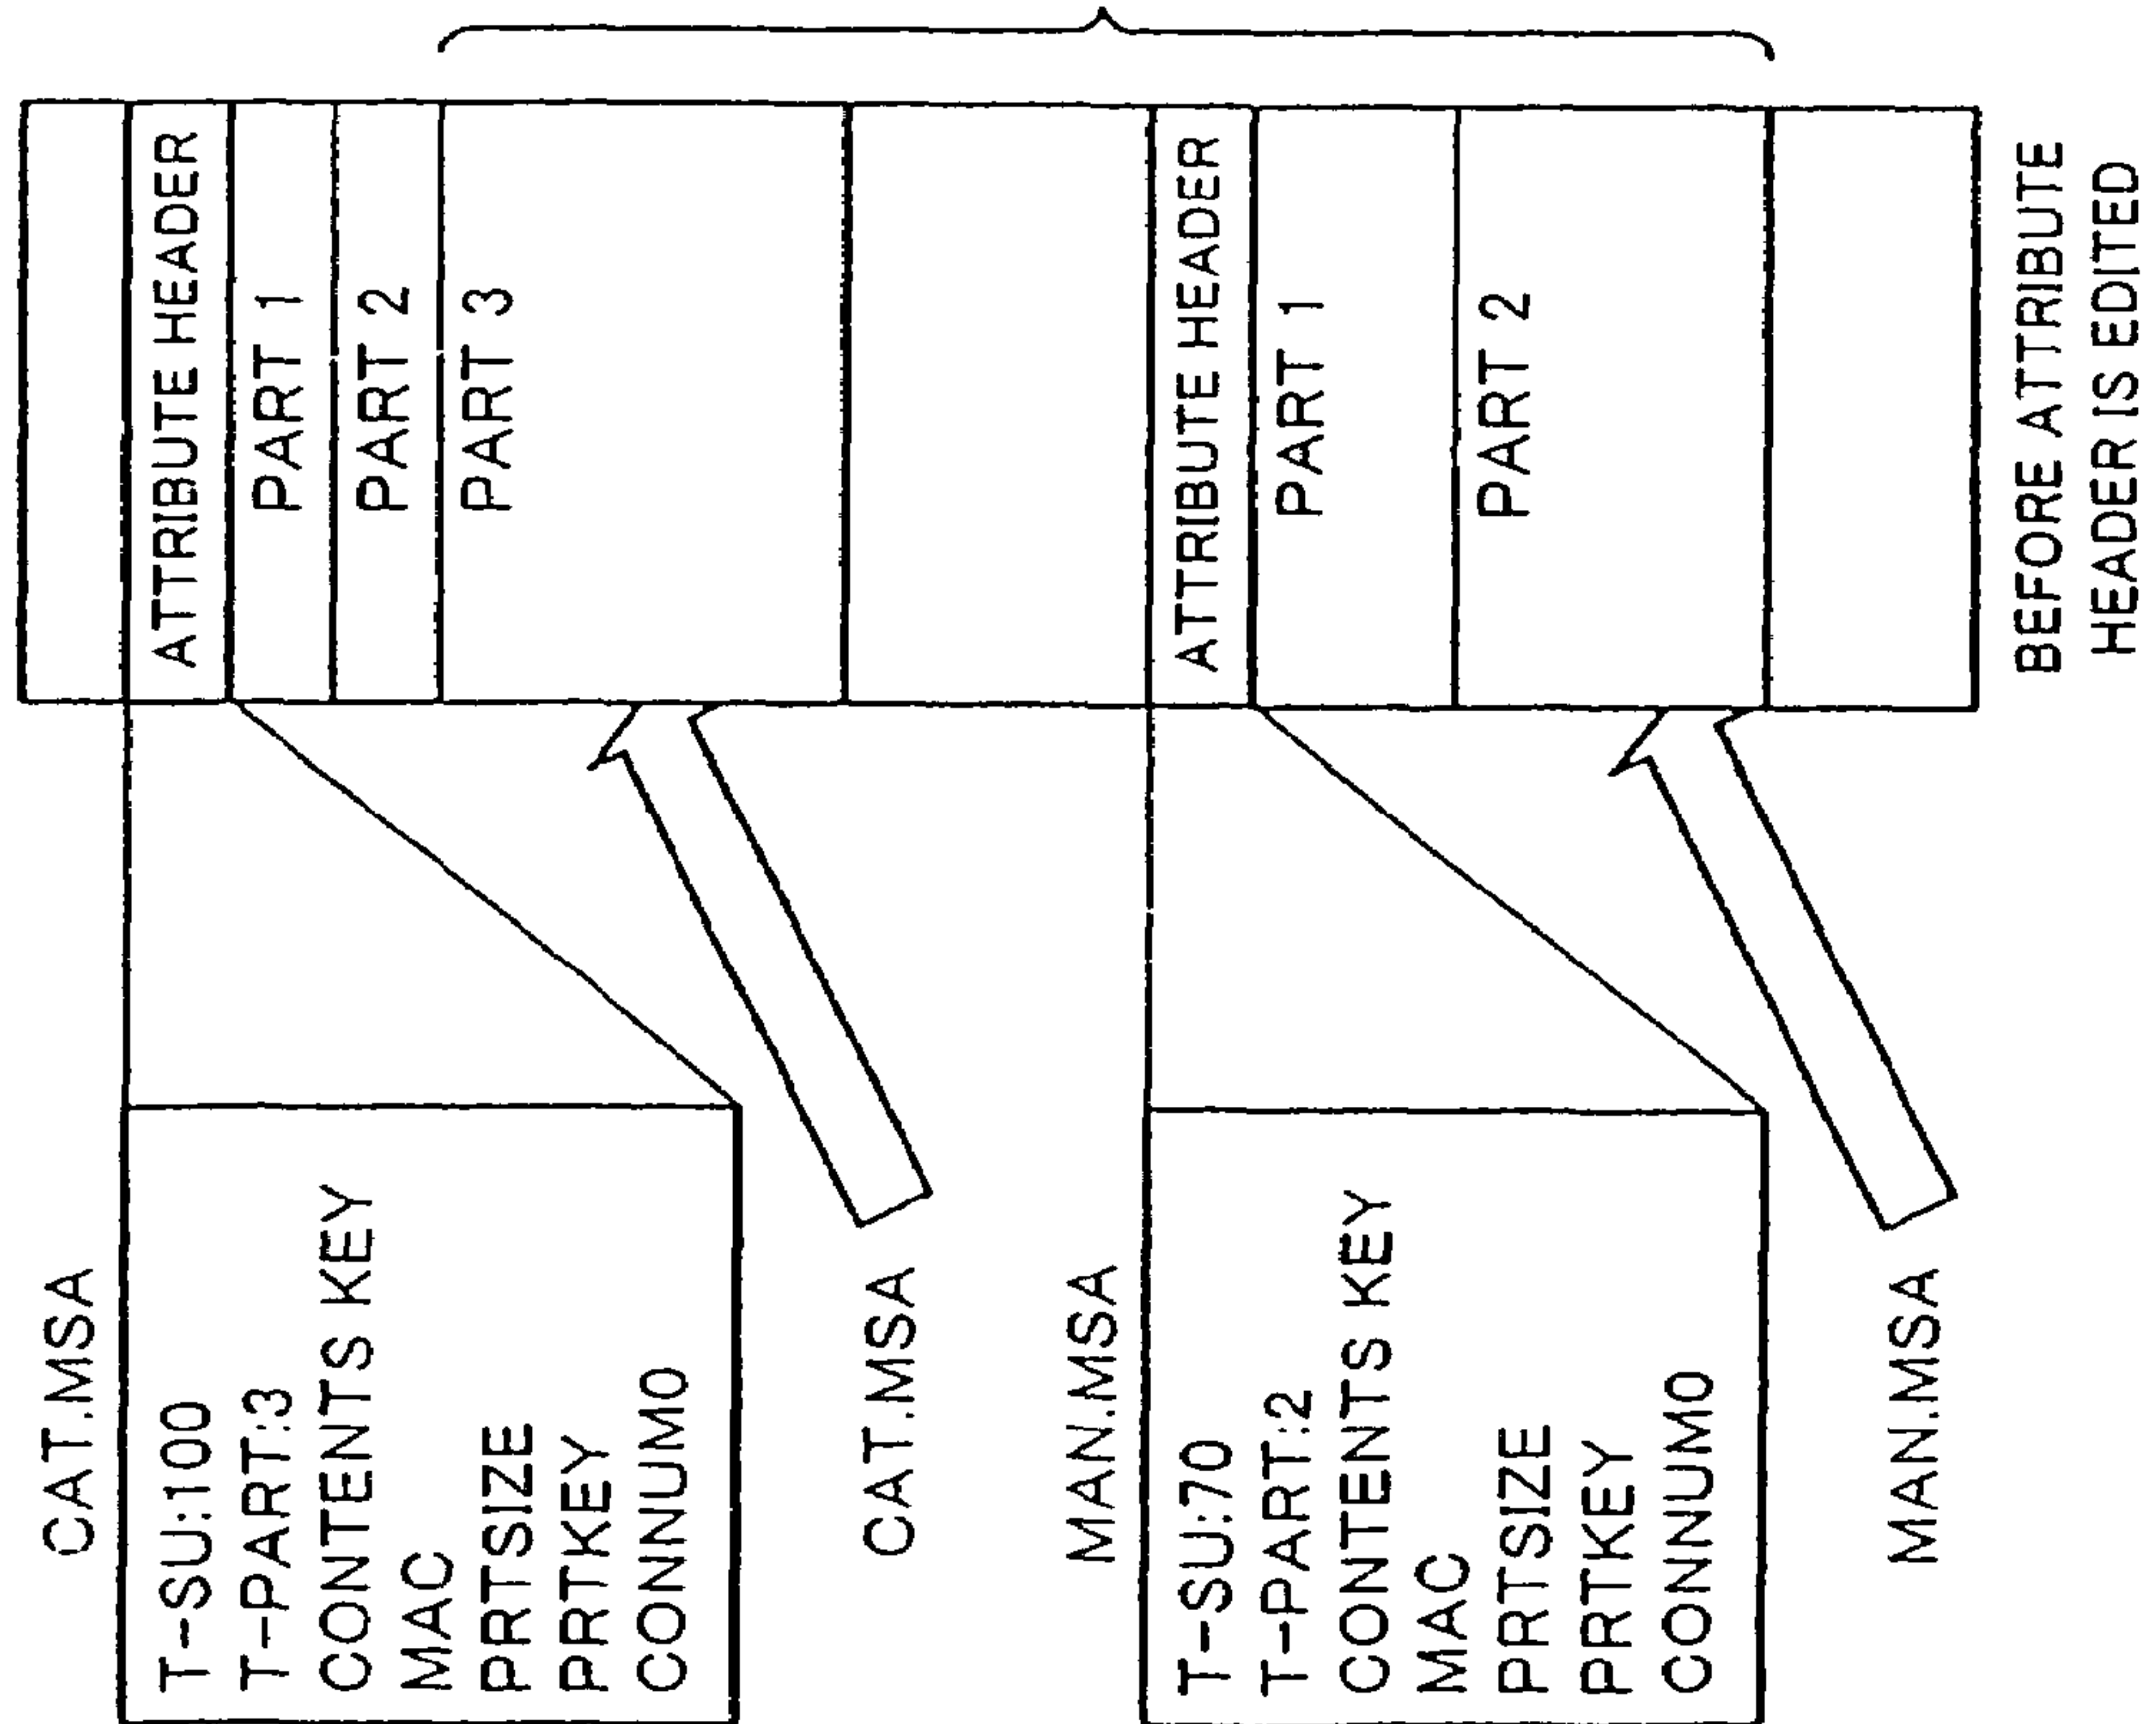 CAT.MSA
T-SU:100
T-PART:3
CONTENTS KEY
MAC
PRTSIZE
PRTKEY
CONNUM0
CAT.MSA
MAN.MSA
T-SU:70
T-PART:2
CONTENTS KEY
MAC
PRTSIZE
PRTKEY
CONNUM0
MAN.MSA
ATTRIBUTE HEADER
PART 1
PART 2
PART 3
ATTRIBUTE HEADER
PART 1
PART 2
BEFORE ATTRIBUTE
HEADER IS EDITED